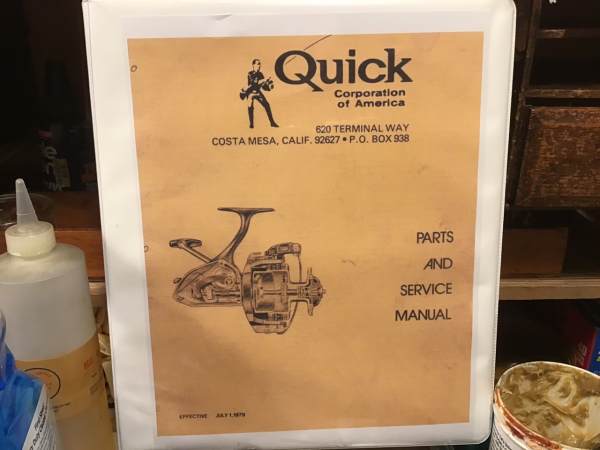 Quick
Corporation
of America
620 TERMINAL WAY
COSTA MESA, CALIF. 92627 • P.O. BOX 938
PARTS
AND
SERVICE
MANUAL
EFFECTIVE JULY 1, 1979